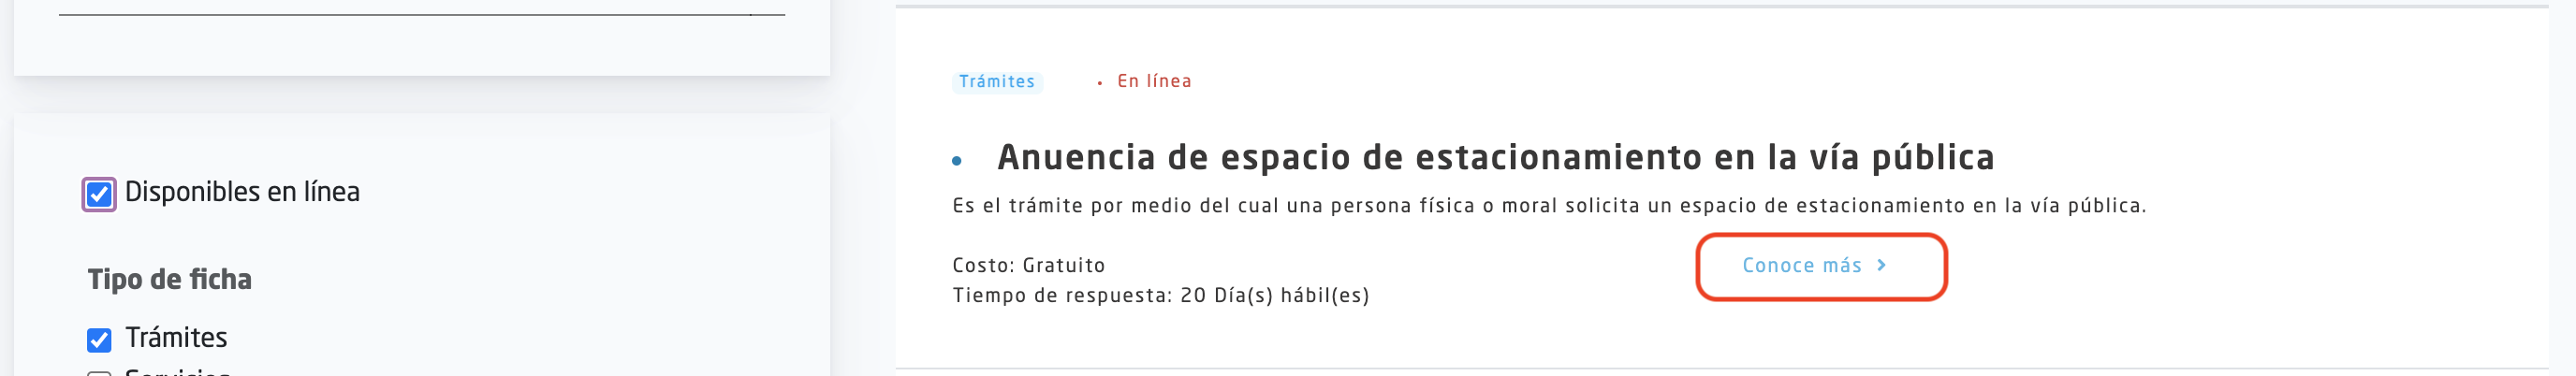 Disponibles en línea
Tipo de ficha
Trámites
Servicios
Trámites
• En línea
• Anuencia de espacio de estacionamiento en la vía pública
Es el trámite por medio del cual una persona física o moral solicita un espacio de estacionamiento en la vía pública.
Costo: Gratuito
Conoce más >
Tiempo de respuesta: 20 Día(s) hábil(es)